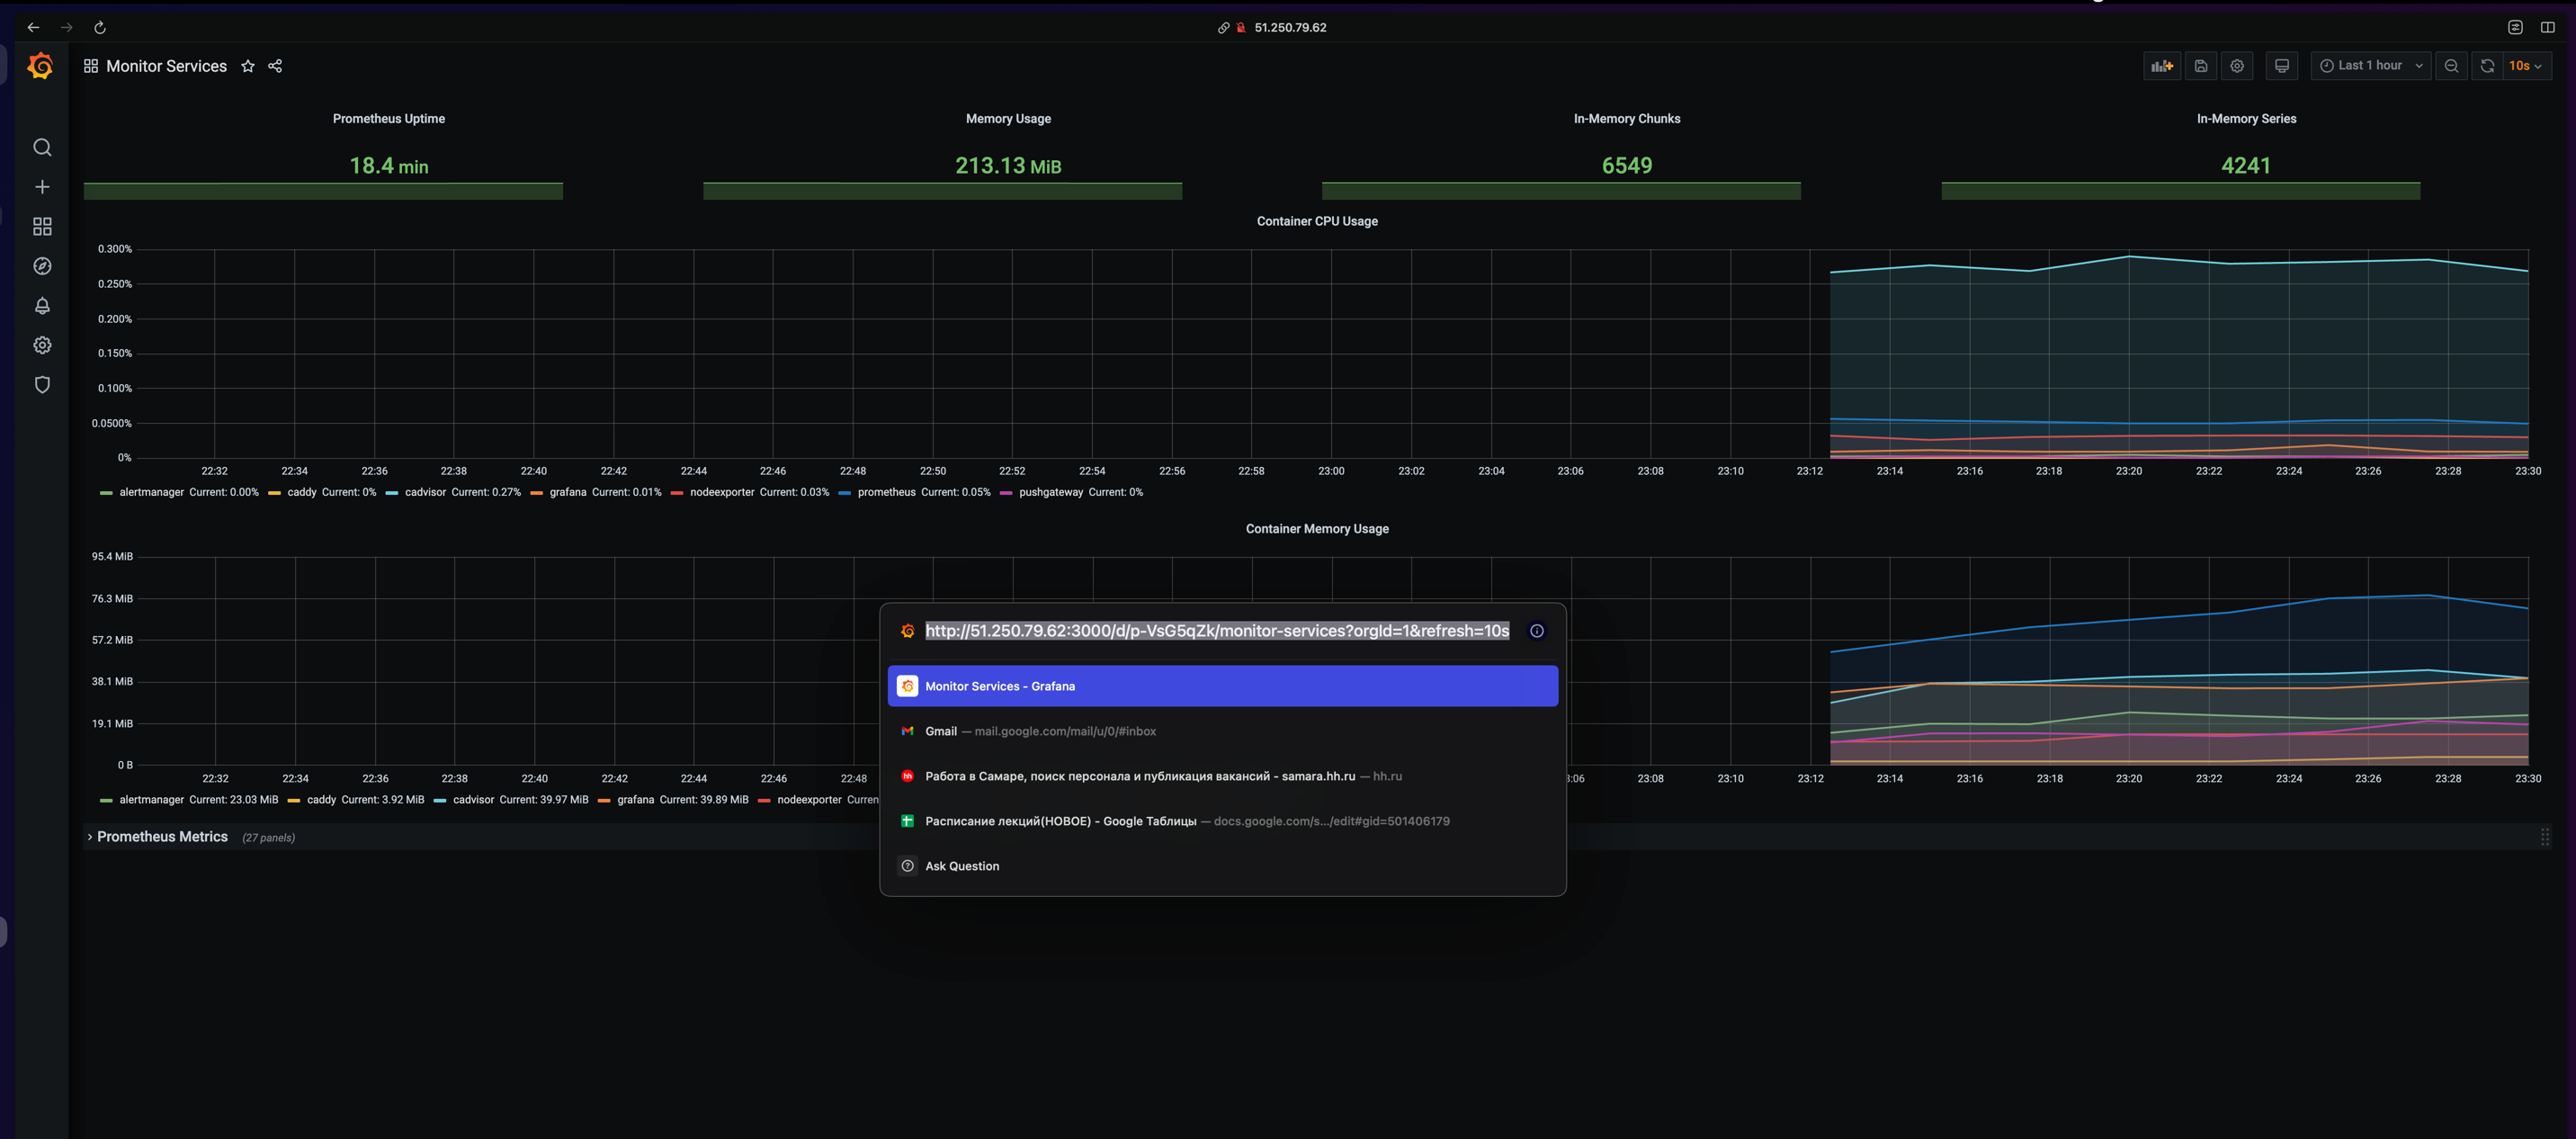 51.250.79.62
Monitor Services
Last 1 hour
10s
Prometheus Uptime
Memory Usage
In-Memory Chunks
In-Memory Series
18.4 min
213.13 MiB
6549
4241
Container CPU Usage
0.300%
0.250%
0.200%
0.150%
0.100%
0.0500%
0%
22:32 22:34 22:36 22:38 22:40 22:42 22:44 22:46 22:48 22:50 22:52 22:54 22:56 22:58 23:00 23:02 23:04 23:06 23:08 23:10 23:12 23:14 23:16 23:18 23:20 23:22 23:24 23:26 23:28 23:30
alertmanager Current: 0.00% caddy Current: 0% cadvisor Current: 0.27% grafana Current: 0.01% nodeexporter Current: 0.03% prometheus Current: 0.05% pushgateway Current: 0%
Container Memory Usage
95.4 MiB
76.3 MiB
57.2 MiB
38.1 MiB
19.1 MiB
0 B
22:32 22:34 22:36 22:38 22:40 22:42 22:44 22:46 22:48 :06 23:08 23:10 23:12 23:14 23:16 23:18 23:20 23:22 23:24 23:26 23:28 23:30
alertmanager Current: 23.03 MiB caddy Current: 3.92 MiB cadvisor Current: 39.97 MiB grafana Current: 39.89 MiB nodeexporter Curren
http://51.250.79.62:3000/d/p-VsG5qZk/monitor-services?orgId=1&refresh=10s
Monitor Services - Grafana
Gmail — mail.google.com/mail/u/0/#inbox
hh Работа в Самаре, поиск персонала и публикация вакансий - samara.hh.ru — hh.ru
Расписание лекций(НОВОЕ) - Google Таблицы — docs.google.com/s.../edit#gid=501406179
Ask Question
Prometheus Metrics (27 panels)